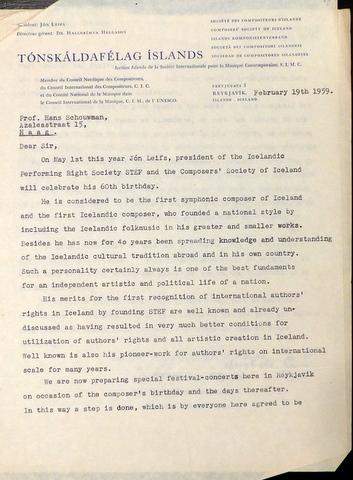 Président: JÓN LEIFS
Directeur gérant: DR. HALLGRÍMUR HELGASON
SOCIÉTÉ DES COMPOSITEURS D'ISLANDE
COMPOSERS' SOCIETY OF ICELAND
ISLANDS KOMPONISTENVERBAND
SOCIETÀ DEI COMPOSITORI ISLANDESI
SOCIEDAD DE COMPOSITORES ISLANDESES
TÓNSKÁLDAFÉLAG ÍSLANDS
Section Islande de la Société Internationale pour la Musique Contemporaine, S. I. M. C.
Membre du Conseil Nordique des Compositeurs,
du Conseil International des Compositeurs, C. I. C.
et du Comité National de la Musique dans
le Conseil International de la Musique, C. I. M. de l'UNESCO.
FREYJUGATA 3
REYKJAVIK,
ISLANDE - ICELAND
February 19th 1959.
Prof. Hans Schouwman,
Azaleastraat 15,
H a a g.
Dear Sir,
On May 1st this year Jón Leifs, president of the Icelandic
Performing Right Society STEF and the Composers' Society of Iceland
will celebrate his 60th birthday.
He is considered to be the first symphonic composer of Iceland
and the first Icelandic composer, who founded a national style by
including the Icelandic folkmusic in his greater and smaller works.
Besides he has now for 40 years been spreading knowledge and understanding
of the Icelandic cultural tradition abroad and in his own country.
Such a personality certainly always is one of the best fundaments
for an independent artistic and political life of a nation.
His merits for the first recognition of international authors'
rights in Iceland by founding STEF are well known and already un-
discussed as having resulted in very much better conditions for
utilization of authors' rights and all artistic creation in Iceland.
Well known is also his pioneer-work for authors' rights on international
scale for many years.
We are now preparing special festival-concerts here in Reykjavik
on occasion of the composer's birthday and the days thereafter.
In this way a step is done, which by everyone here agreed to be